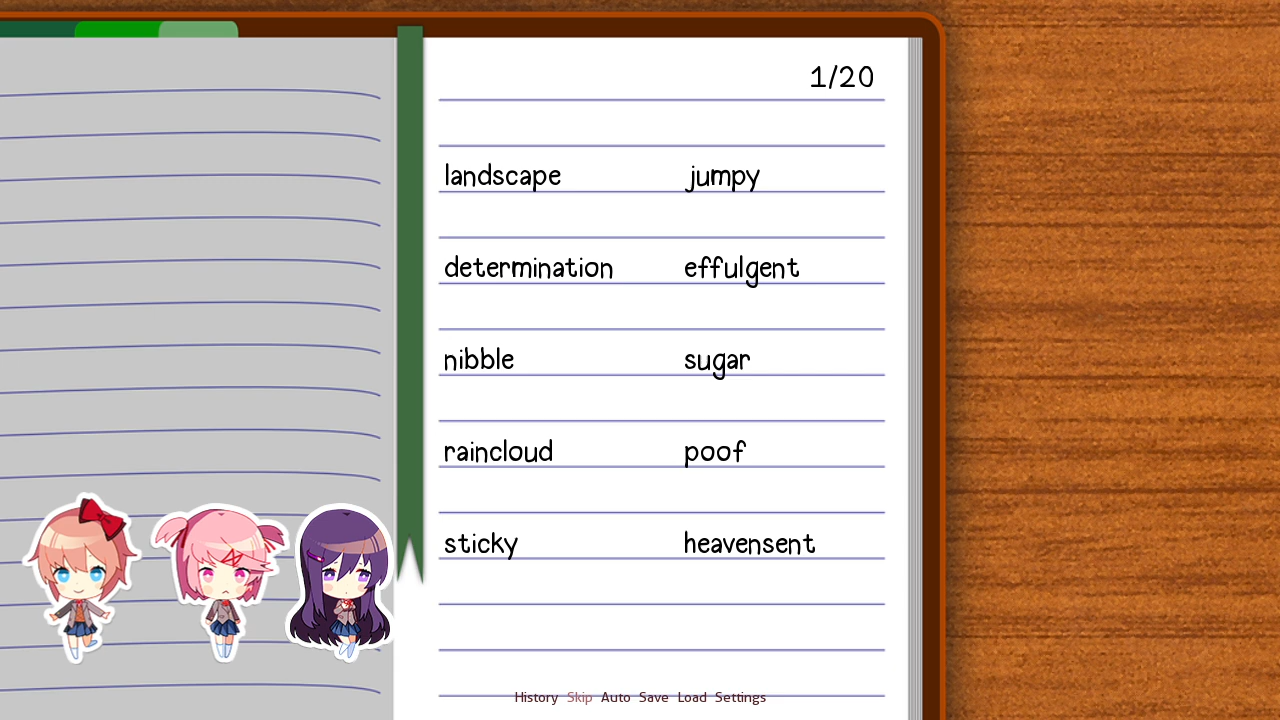 1/20
landscape jumpy
determination effulgent
nibble sugar
raincloud poof
sticky heavensent
History Skip Auto Save Load Settings